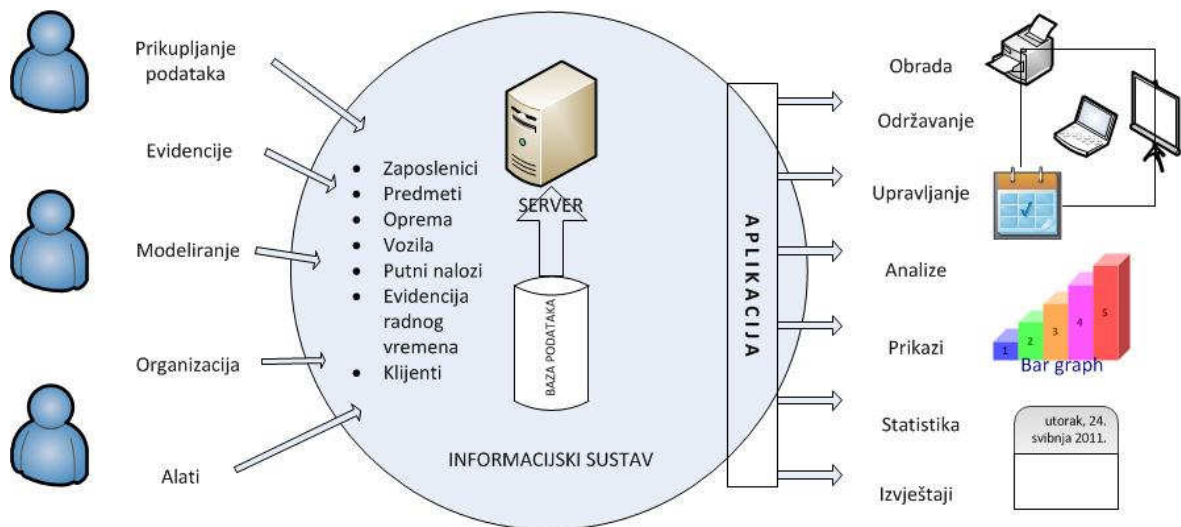 Prikupljanje
podataka
Evidencije
Modeliranje
Organizacija
Alati
• Zaposlenici
• Predmeti
• Oprema
• Vozila
• Putni nalozi
• Evidencija
radnog
vremena
• Klijenti
SERVER
BAZA PODATAKA
INFORMACIJSKI SUSTAV
APLIKACIJA
Obrada
Održavanje
Upravljanje
Analize
Prikazi
Statistika
Izvještaji
1
2
3
4
5
Bar graph
utorak, 24.
svibnja 2011.